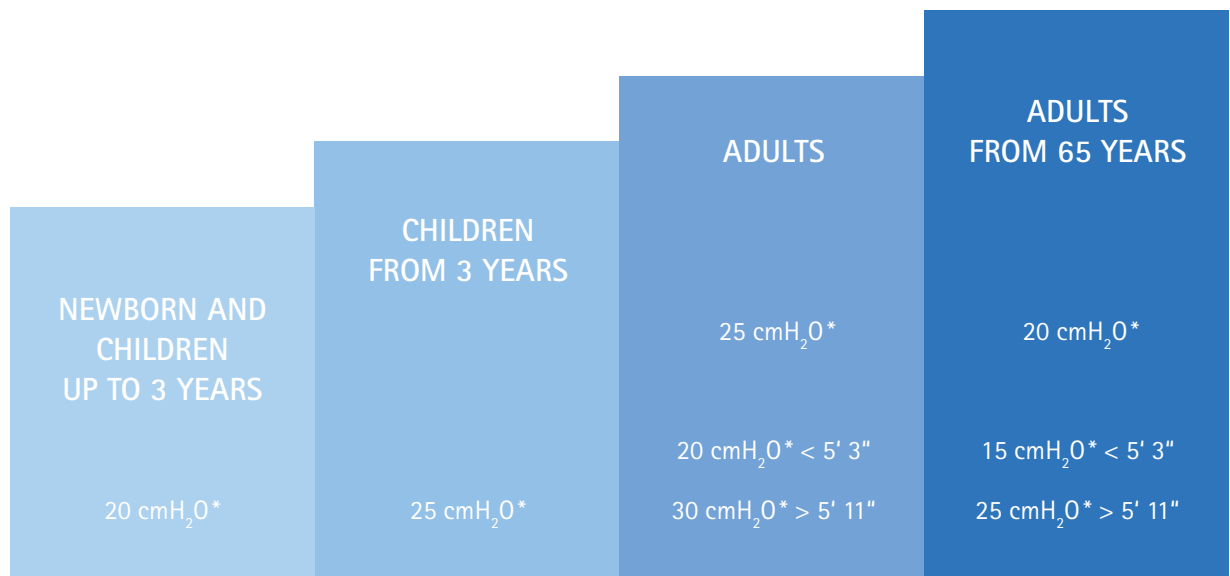 NEWBORN AND
CHILDREN
UP TO 3 YEARS
20 cmH₂O*
CHILDREN
FROM 3 YEARS
25 cmH₂O*
ADULTS
25 cmH₂O*
20 cmH₂O* < 5' 3"
30 cmH₂O* > 5' 11"
ADULTS
FROM 65 YEARS
20 cmH₂O*
15 cmH₂O* < 5' 3"
25 cmH₂O* > 5' 11"